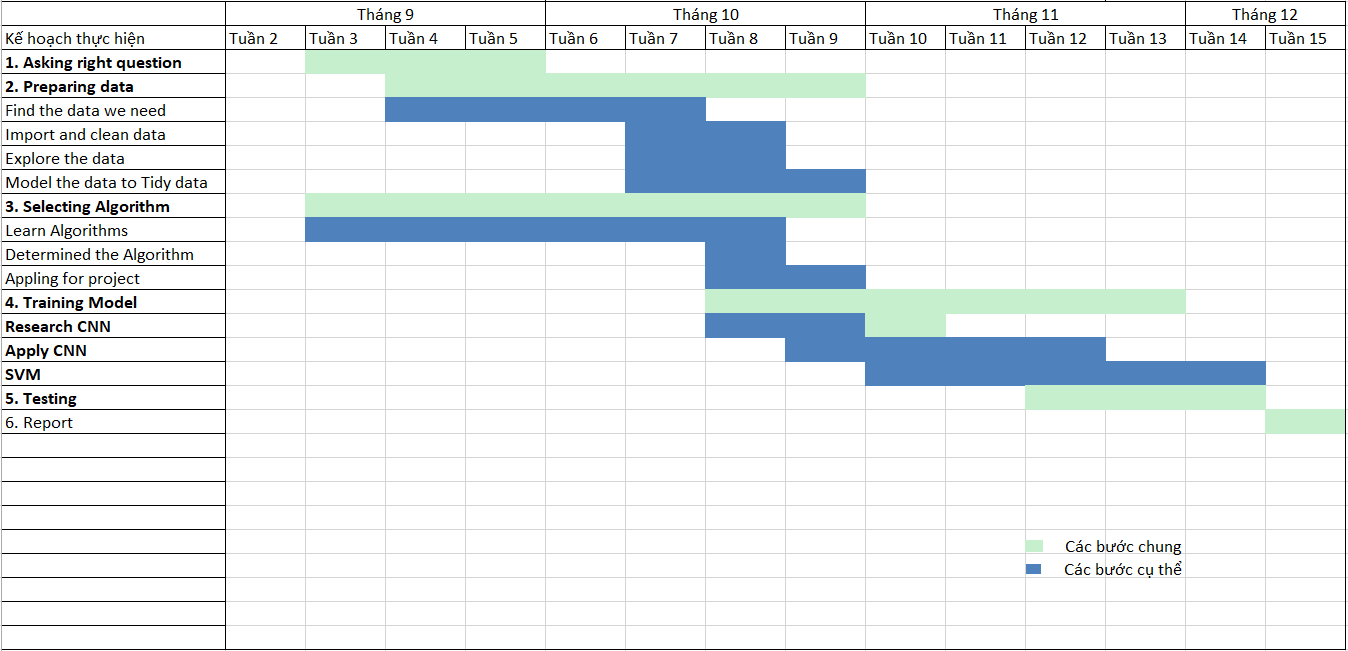 Tháng 9 Tháng 10 Tháng 11 Tháng 12
Kế hoạch thực hiện Tuần 2 Tuần 3 Tuần 4 Tuần 5 Tuần 6 Tuần 7 Tuần 8 Tuần 9 Tuần 10 Tuần 11 Tuần 12 Tuần 13 Tuần 14 Tuần 15
1. Asking right question
2. Preparing data
Find the data we need
Import and clean data
Explore the data
Model the data to Tidy data
3. Selecting Algorithm
Learn Algorithms
Determined the Algorithm
Appling for project
4. Training Model
Research CNN
Apply CNN
SVM
5. Testing
6. Report
Các bước chung
Các bước cụ thể